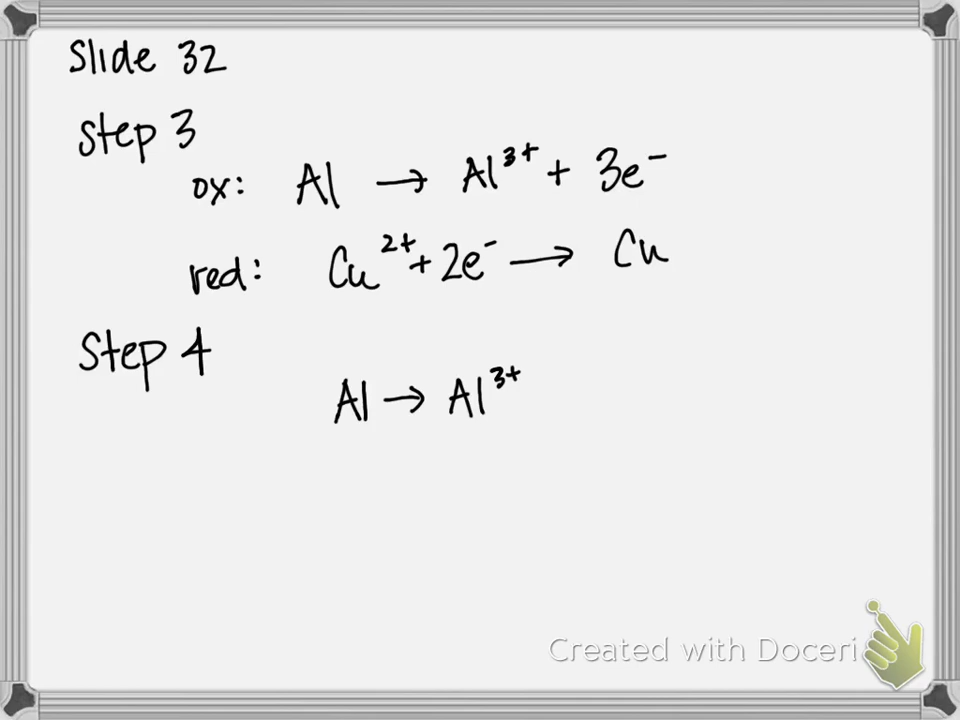 Slide 32
Step 3
ox: Al → Al³⁺ + 3e⁻
red: Cu²⁺ + 2e⁻ → Cu
Step 4
Al → Al³⁺
Created with Doceri